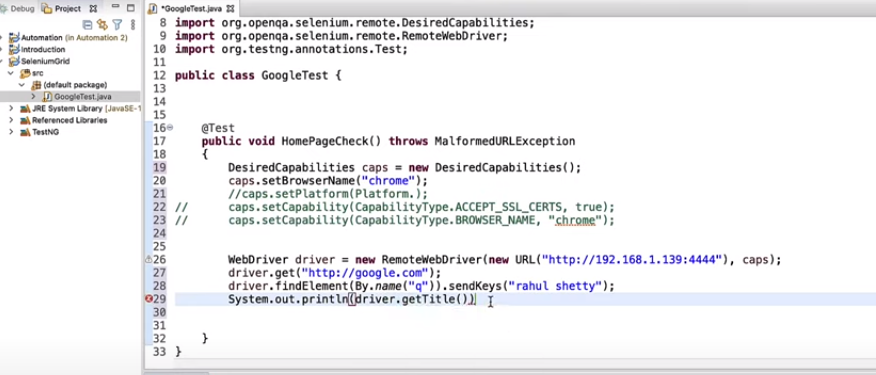 Debug Project
*GoogleTest.java
Automation (in Automation 2)
Introduction
SeleniumGrid
src
(default package)
GoogleTest.java
JRE System Library [JavaSE-1
Referenced Libraries
TestNG
8 import org.openqa.selenium.remote.DesiredCapabilities;
9 import org.openqa.selenium.remote.RemoteWebDriver;
10 import org.testng.annotations.Test;
11
12 public class GoogleTest {
13
14
15
16 @Test
17 public void HomePageCheck() throws MalformedURLException
18 {
19 DesiredCapabilities caps = new DesiredCapabilities();
20 caps.setBrowserName("chrome");
21 //caps.setPlatform(Platform.);
22 // caps.setCapability(CapabilityType.ACCEPT_SSL_CERTS, true);
23 // caps.setCapability(CapabilityType.BROWSER_NAME, "chrome");
24
25
26 WebDriver driver = new RemoteWebDriver(new URL("http://192.168.1.139:4444"), caps);
27 driver.get("http://google.com");
28 driver.findElement(By.name("q")).sendKeys("rahul shetty");
29 System.out.println(driver.getTitle())
30
31
32 }
33 }